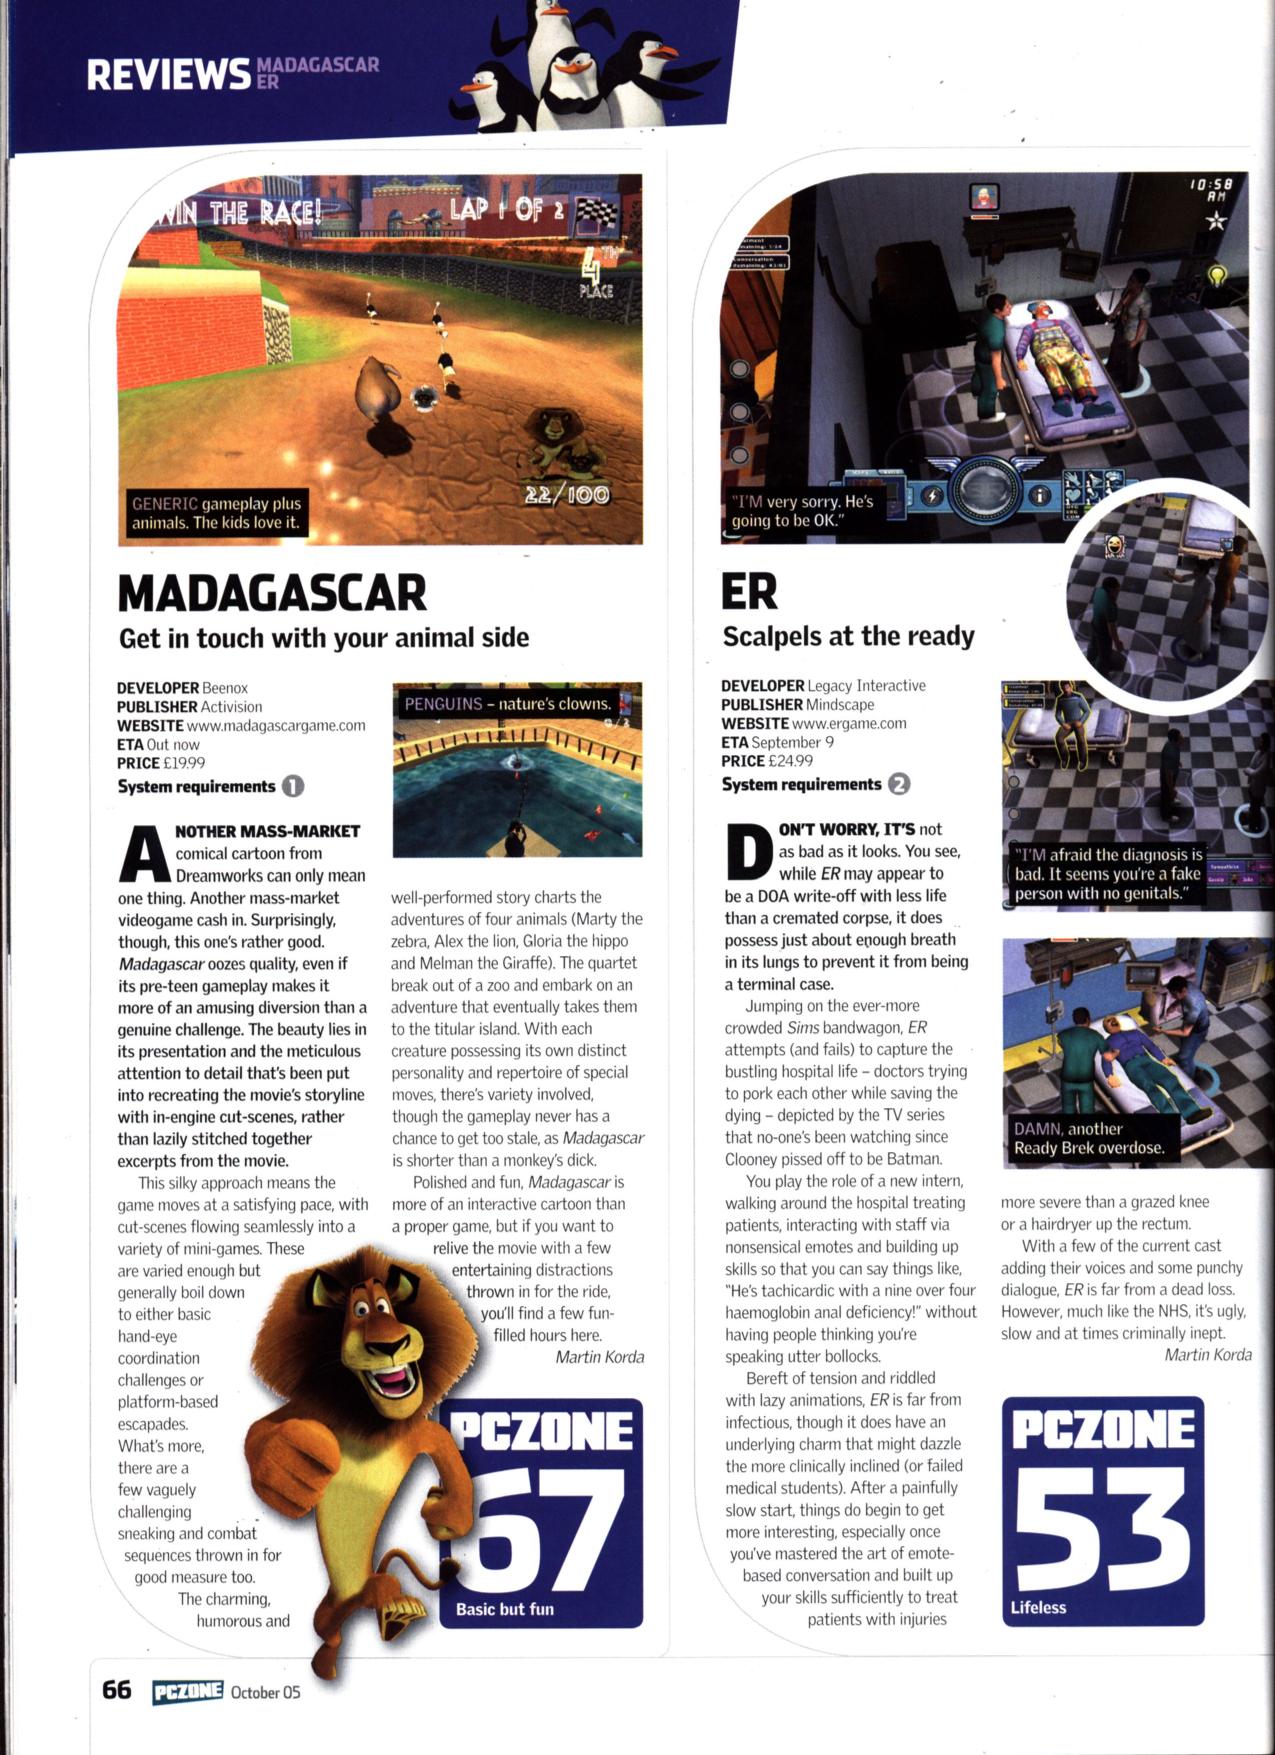 REVIEWS MADAGASCAR
ER
WIN THE RACE!
LAP 1 OF 2
4TH
PLACE
22/100
GENERIC gameplay plus
animals. The kids love it.
MADAGASCAR
Get in touch with your animal side
DEVELOPER Beenox
PUBLISHER Activision
WEBSITE www.madagascargame.com
ETA Out now
PRICE £19.99
System requirements 1
PENGUINS – nature's clowns.
ANOTHER MASS-MARKET
comical cartoon from
Dreamworks can only mean
one thing. Another mass-market
videogame cash in. Surprisingly,
though, this one's rather good.
Madagascar oozes quality, even if
its pre-teen gameplay makes it
more of an amusing diversion than a
genuine challenge. The beauty lies in
its presentation and the meticulous
attention to detail that's been put
into recreating the movie's storyline
with in-engine cut-scenes, rather
than lazily stitched together
excerpts from the movie.
This silky approach means the
game moves at a satisfying pace, with
cut-scenes flowing seamlessly into a
variety of mini-games. These
are varied enough but
generally boil down
to either basic
hand-eye
coordination
challenges or
platform-based
escapades.
What's more,
there are a
few vaguely
challenging
sneaking and combat
sequences thrown in for
good measure too.
The charming,
humorous and
well-performed story charts the
adventures of four animals (Marty the
zebra, Alex the lion, Gloria the hippo
and Melman the Giraffe). The quartet
break out of a zoo and embark on an
adventure that eventually takes them
to the titular island. With each
creature possessing its own distinct
personality and repertoire of special
moves, there's variety involved,
though the gameplay never has a
chance to get too stale, as Madagascar
is shorter than a monkey's dick.
Polished and fun, Madagascar is
more of an interactive cartoon than
a proper game, but if you want to
relive the movie with a few
entertaining distractions
thrown in for the ride,
you'll find a few fun-
filled hours here.
Martin Korda
PCZONE
67
Basic but fun
10:58
AM
"I'M very sorry. He's
going to be OK."
ER
Scalpels at the ready
DEVELOPER Legacy Interactive
PUBLISHER Mindscape
WEBSITE www.ergame.com
ETA September 9
PRICE £24.99
System requirements 2
DON'T WORRY, IT'S not
as bad as it looks. You see,
while ER may appear to
be a DOA write-off with less life
than a cremated corpse, it does
possess just about enough breath
in its lungs to prevent it from being
a terminal case.
Jumping on the ever-more
crowded Sims bandwagon, ER
attempts (and fails) to capture the
bustling hospital life – doctors trying
to pork each other while saving the
dying – depicted by the TV series
that no-one's been watching since
Clooney pissed off to be Batman.
You play the role of a new intern,
walking around the hospital treating
patients, interacting with staff via
nonsensical emotes and building up
skills so that you can say things like,
"He's tachicardic with a nine over four
haemoglobin anal deficiency!" without
having people thinking you're
speaking utter bollocks.
Bereft of tension and riddled
with lazy animations, ER is far from
infectious, though it does have an
underlying charm that might dazzle
the more clinically inclined (or failed
medical students). After a painfully
slow start, things do begin to get
more interesting, especially once
you've mastered the art of emote-
based conversation and built up
your skills sufficiently to treat
patients with injuries
"I'M afraid the diagnosis is
bad. It seems you're a fake
person with no genitals."
DAMN, another
Ready Brek overdose.
more severe than a grazed knee
or a hairdryer up the rectum.
With a few of the current cast
adding their voices and some punchy
dialogue, ER is far from a dead loss.
However, much like the NHS, it's ugly,
slow and at times criminally inept.
Martin Korda
PCZONE
53
Lifeless
66 PCZONE October 05